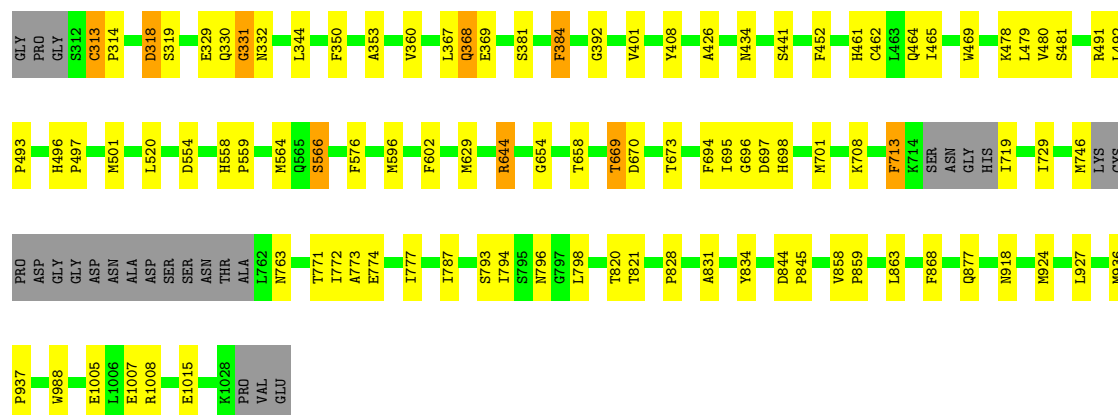 GLY PRO GLY S312 C313 P314 D318 S319 E329 Q330 G331 N332 L344 F350 A353 V360 L367 Q368 E369 S381 F384 G392 V401 Y408 A426 N434 S441 F452 H461 C462 L463 Q464 I465 W469 K478 L479 V480 S481 R491 L492
P493 H496 P497 M501 L520 D554 H558 P559 M564 Q565 S566 F576 M596 F602 M629 R644 G654 T658 T669 D670 T673 F694 I695 G696 D697 H698 M701 K708 F713 K714 SER ASN GLY HIS I719 I729 M746 LYS CYS
PRO ASP GLY GLY ASP ASN ALA ASP SER SER ASN THR ALA L762 N763 T771 I772 A773 E774 I777 I787 S793 I794 S795 N796 G797 L798 T820 T821 P828 A831 Y834 D844 P845 V858 P859 L863 F868 Q877 N918 M924 L927 M936
P937 W988 E1005 L1006 E1007 R1008 E1015 K1028 PRO VAL GLU